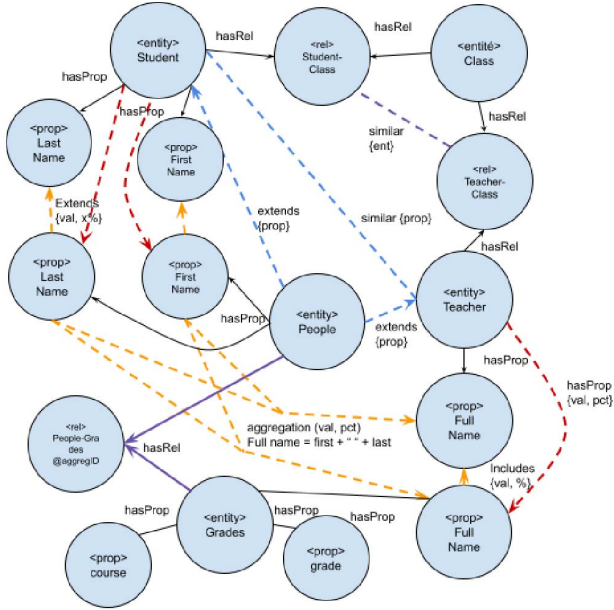 <entity>
Student
hasRel
<rel>
Student-
Class
<entité>
Class
hasProp
hasProp
hasRel
<prop>
Last
Name
<prop>
First
Name
similar
{ent}
<rel>
Teacher-
Class
Extends
{val, x%}
extends
{prop}
similar {prop}
hasRel
<prop>
Last
Name
<prop>
First
Name
<entity>
People
<entity>
Teacher
hasProp
extends
{prop}
hasProp
hasProp
{val, pct}
<prop>
Full
Name
<rel>
People-Gra
des
@aggregID
aggregation (val, pct)
Full name = first + “ “ + last
hasRel
Includes
{val, %}
hasProp
<entity>
Grades
hasProp
hasProp
<prop>
Full
Name
<prop>
course
<prop>
grade